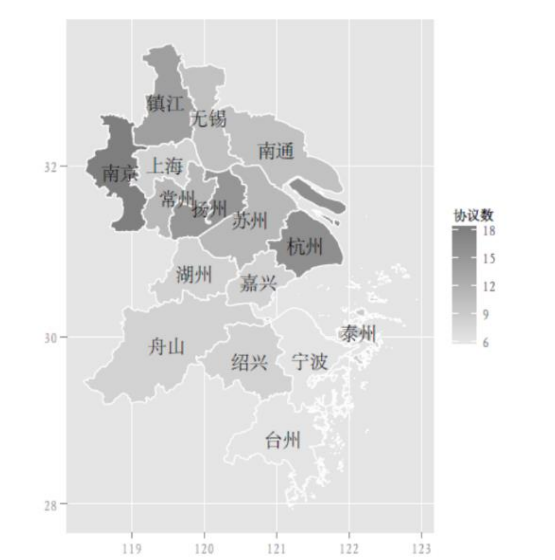 协议数
18
15
12
9
6
镇江
无锡
南通
32
南京
上海
常州
扬州
苏州
杭州
湖州
嘉兴
30
泰州
舟山
绍兴
宁波
台州
28
119
120
121
122
123